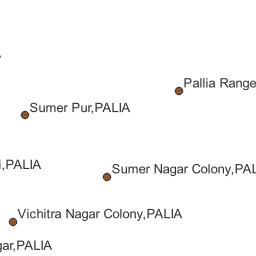 Pallia Range
Sumer Pur,PALIA
i,PALIA
Sumer Nagar Colony,PAL
Vichitra Nagar Colony,PALIA
gar,PALIA